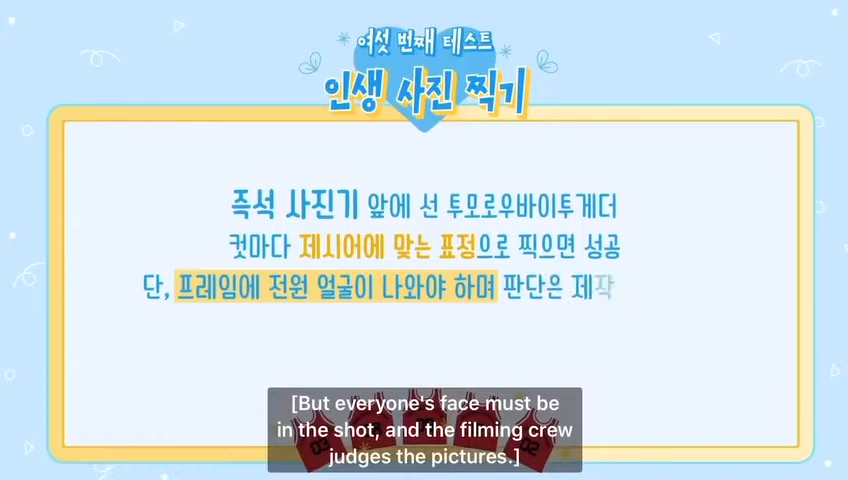 여섯 번째 테스트
인생 사진 찍기
즉석 사진기 앞에 선 투모로우바이투게더
컷마다 제시어에 맞는 표정으로 찍으면 성공
단, 프레임에 전원 얼굴이 나와야 하며 판단은 제작
[But everyone's face must be
in the shot, and the filming crew
judges the pictures.]
03
02